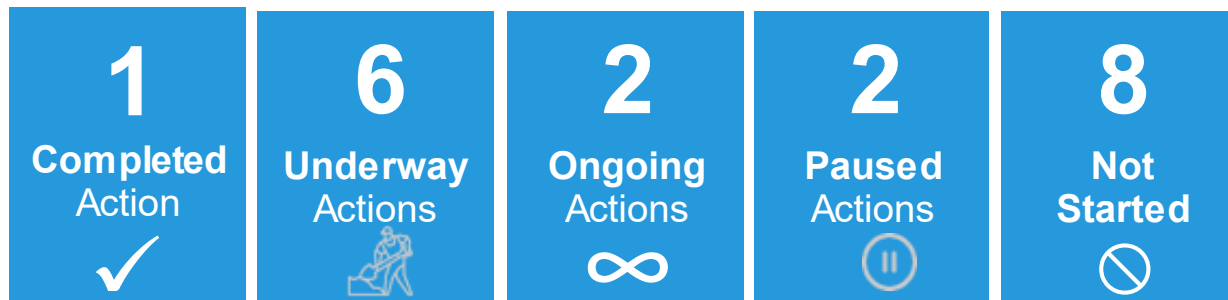 1
Completed
Action
6
Underway
Actions
2
Ongoing
Actions
2
Paused
Actions
8
Not
Started